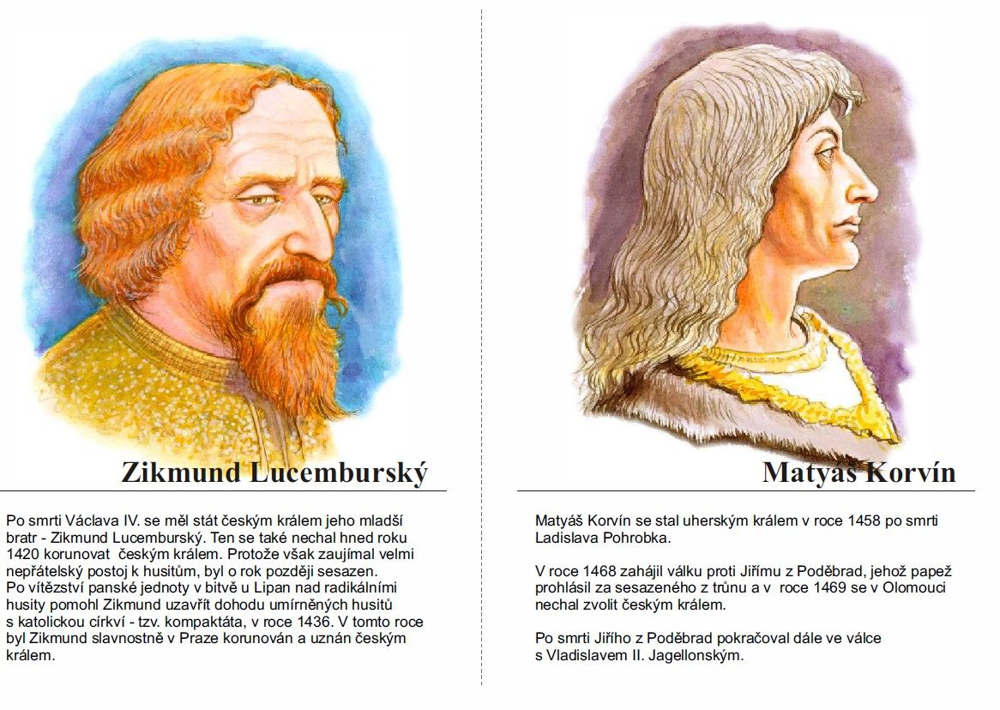 Zikmund Lucemburský
Po smrti Václava IV. se měl stát českým králem jeho mladší
bratr - Zikmund Lucemburský. Ten se také nechal hned roku
1420 korunovat  českým králem. Protože však zaujímal velmi
nepřátelský postoj k husitům, byl o rok později sesazen.
Po vítězství panské jednoty v bitvě u Lipan nad radikálními
husity pomohl Zikmund uzavřít dohodu umírněných husitů
s katolickou církví - tzv. kompaktáta, v roce 1436. V tomto roce
byl Zikmund slavnostně v Praze korunován a uznán českým
králem.
Matyáš Korvín
Matyáš Korvín se stal uherským králem v roce 1458 po smrti
Ladislava Pohrobka.
V roce 1468 zahájil válku proti Jiřímu z Poděbrad, jehož papež
prohlásil za sesazeného z trůnu a v  roce 1469 se v Olomouci
nechal zvolit českým králem.
Po smrti Jiřího z Poděbrad pokračoval dále ve válce
s Vladislavem II. Jagellonským.